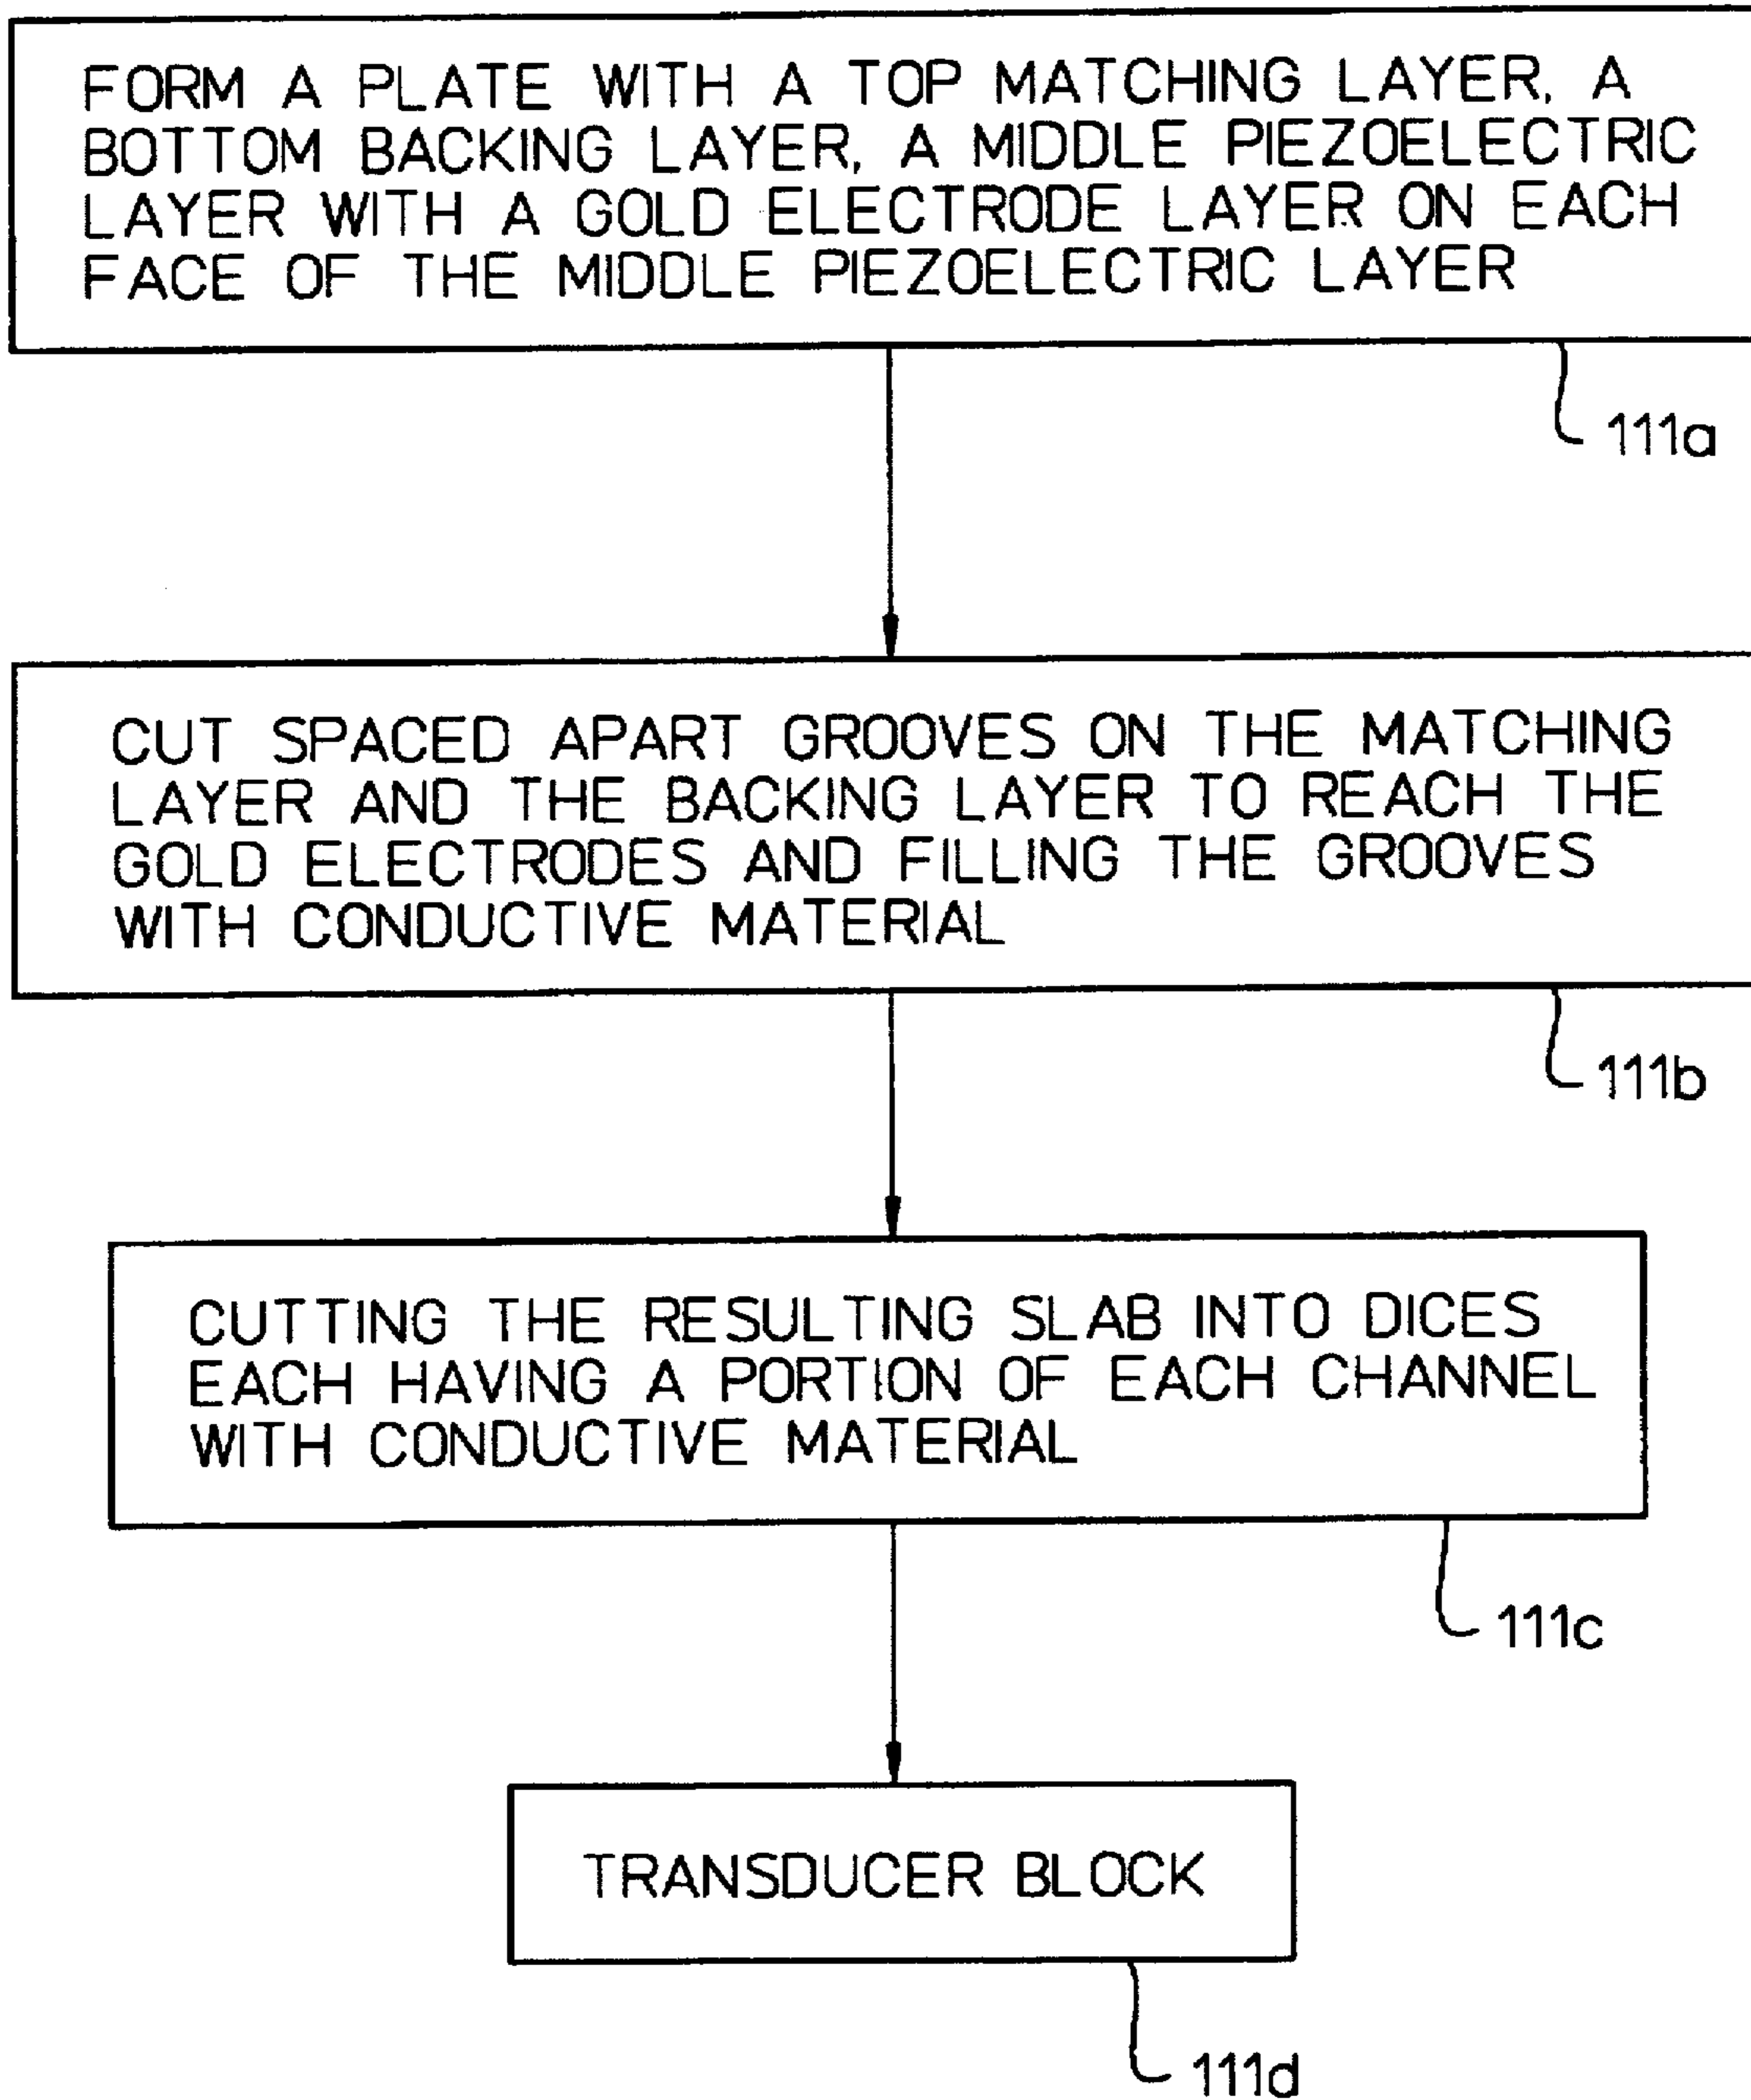 FORM A PLATE WITH A TOP MATCHING LAYER, A
BOTTOM BACKING LAYER, A MIDDLE PIEZOELECTRIC
LAYER WITH A GOLD ELECTRODE LAYER ON EACH
FACE OF THE MIDDLE PIEZOELECTRIC LAYER
111a
CUT SPACED APART GROOVES ON THE MATCHING
LAYER AND THE BACKING LAYER TO REACH THE
GOLD ELECTRODES AND FILLING THE GROOVES
WITH CONDUCTIVE MATERIAL
111b
CUTTING THE RESULTING SLAB INTO DICES
EACH HAVING A PORTION OF EACH CHANNEL
WITH CONDUCTIVE MATERIAL
111c
TRANSDUCER BLOCK
111d